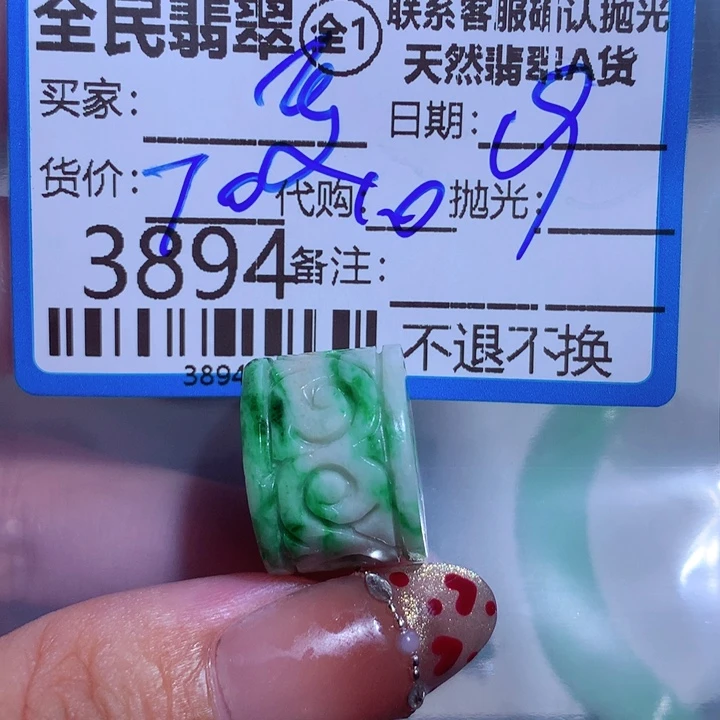 全民翡翠 全1 联系客服确认抛光
天然翡翠A货
买家:
日期:
货价: 代购 抛光:
3894 备注:
3894
不退不换